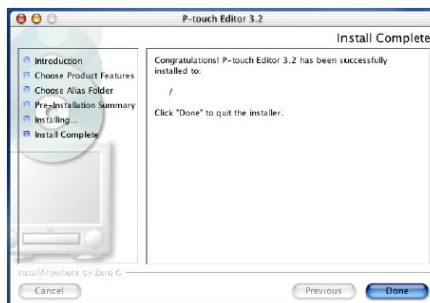 P-touch Editor 3.2
Install Complete
Introduction
Choose Product Features
Choose Alias Folder
Pre-Installation Summary
Installing...
Install Complete
Congratulations! P-touch Editor 3.2 has been successfully
installed to:
/
Click "Done" to quit the installer.
InstallAnywhere by Zero G
Cancel
Previous
Done